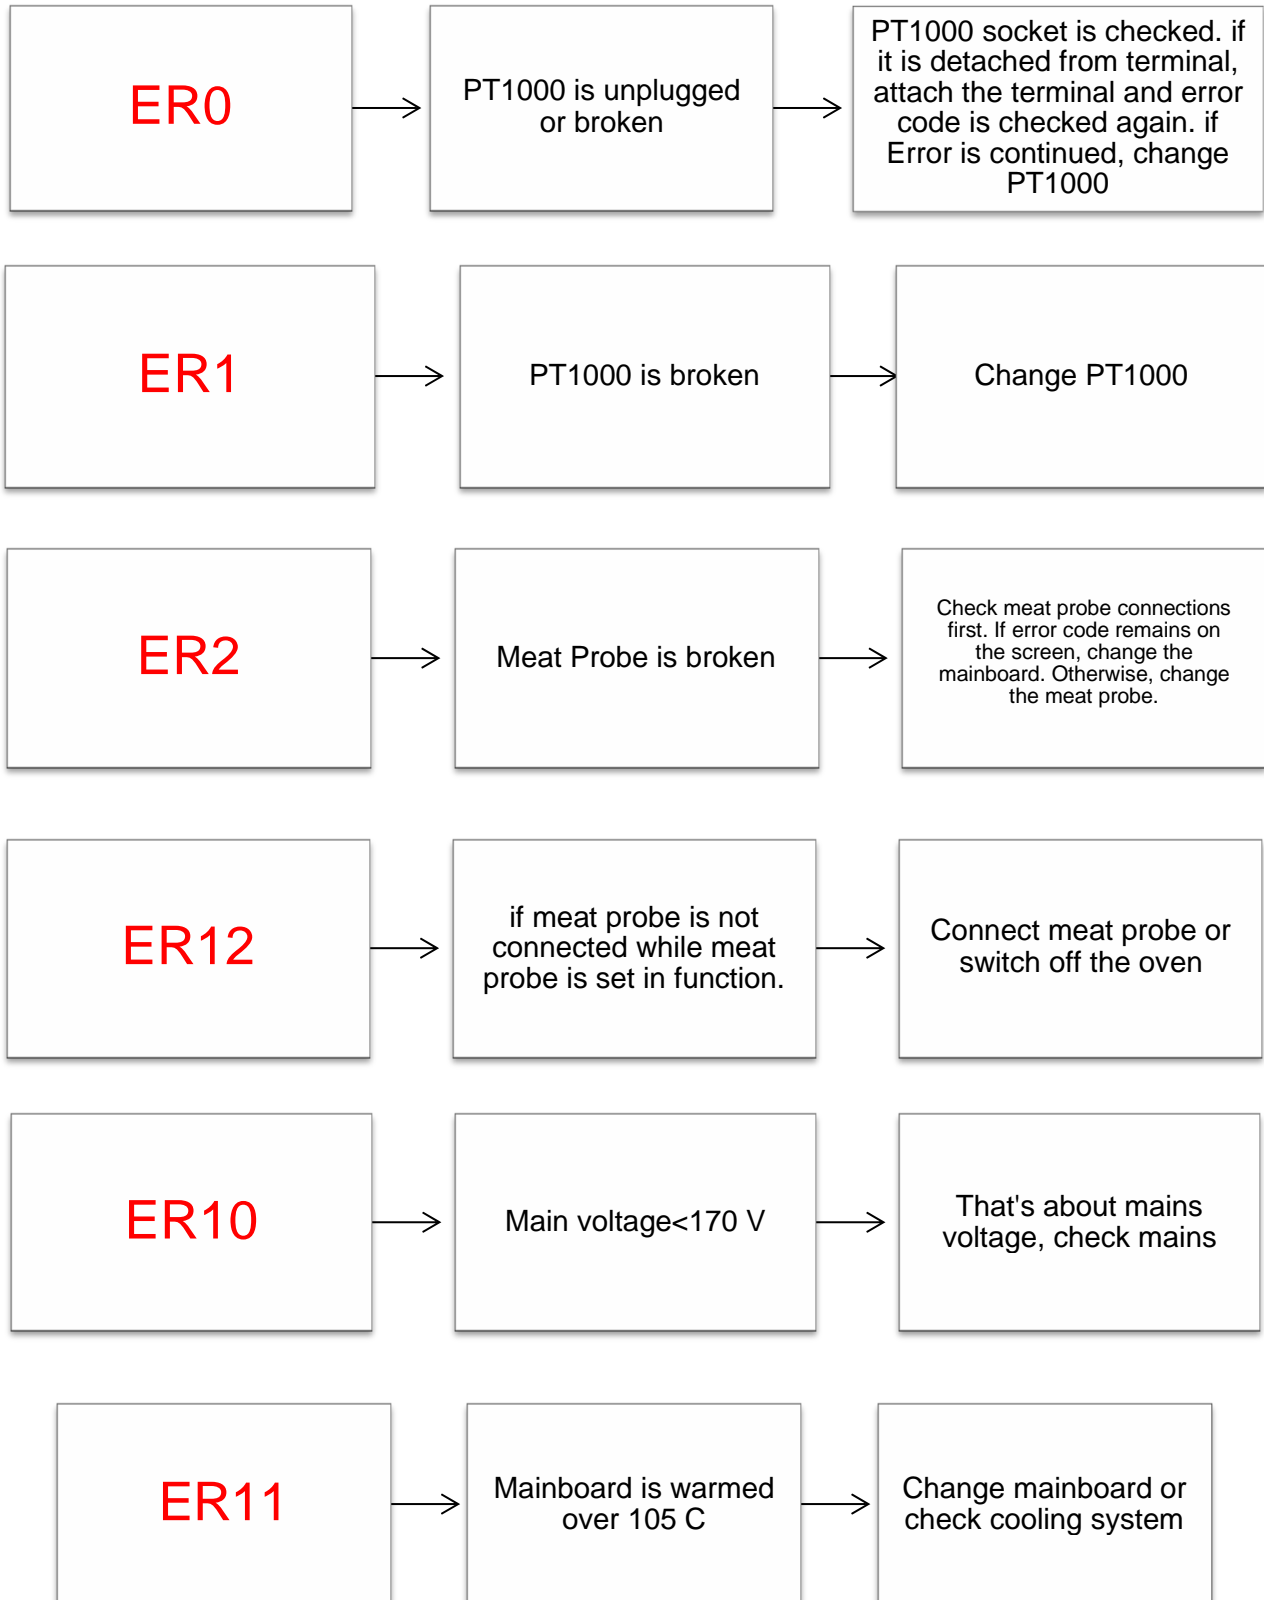 ER0
PT1000 is unplugged
or broken
PT1000 socket is checked. if
it is detached from terminal,
attach the terminal and error
code is checked again. if
Error is continued, change
PT1000
ER1
PT1000 is broken
Change PT1000
ER2
Meat Probe is broken
Check meat probe connections
first. If error code remains on
the screen, change the
mainboard. Otherwise, change
the meat probe.
ER12
if meat probe is not
connected while meat
probe is set in function.
Connect meat probe or
switch off the oven
ER10
Main voltage<170 V
That's about mains
voltage, check mains
ER11
Mainboard is warmed
over 105 C
Change mainboard or
check cooling system